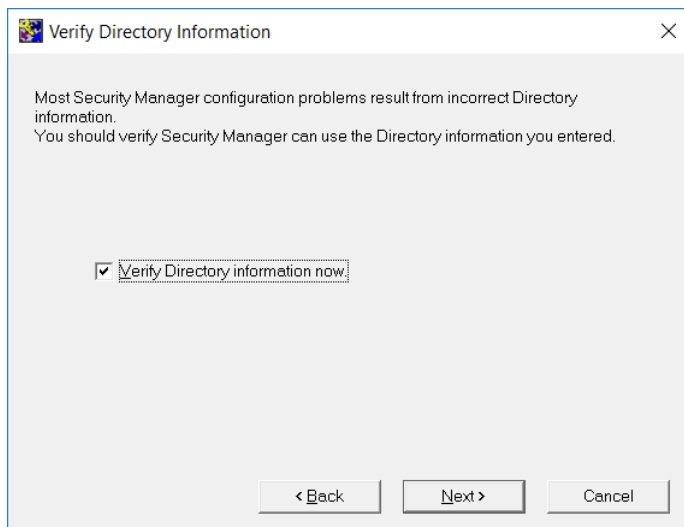 Verify Directory Information
Most Security Manager configuration problems result from incorrect Directory
information.
You should verify Security Manager can use the Directory information you entered.
Verify Directory information now.
< Back
Next >
Cancel